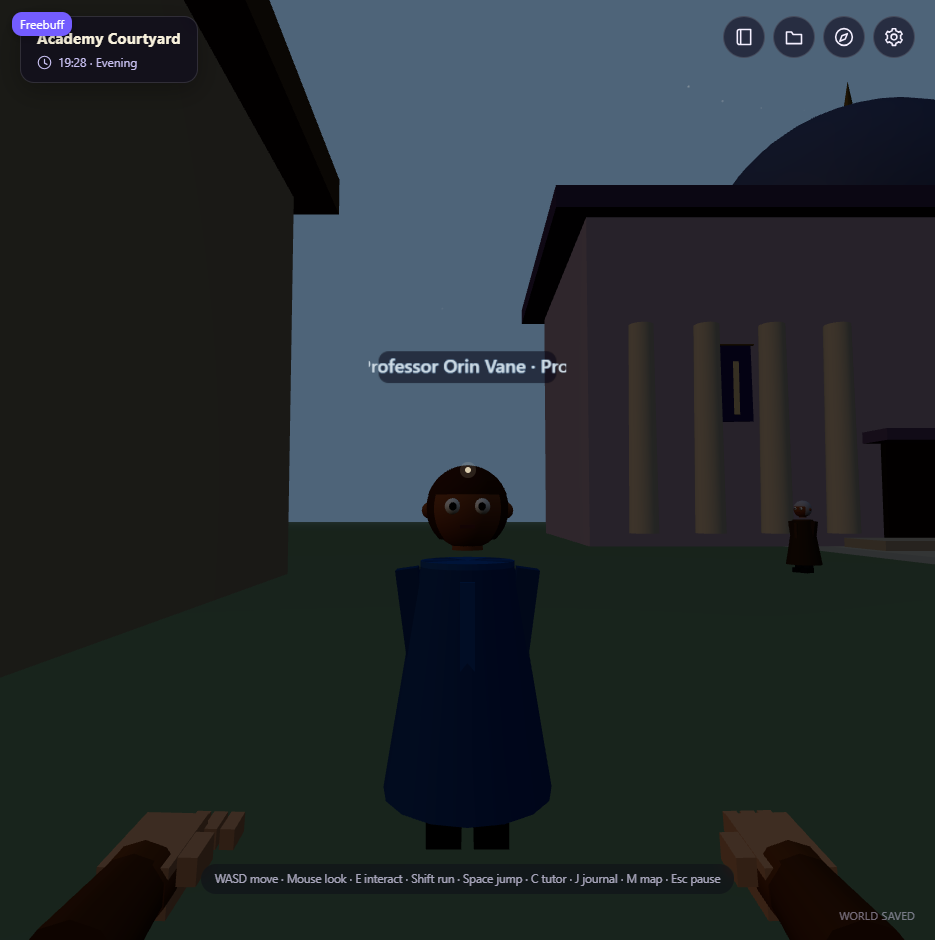 Freebuff
Academy Courtyard
19:28 · Evening
rofessor Orin Vane · Pro
WASD move · Mouse look · E interact · Shift run · Space jump · C tutor · J journal · M map · Esc pause
WORLD SAVED